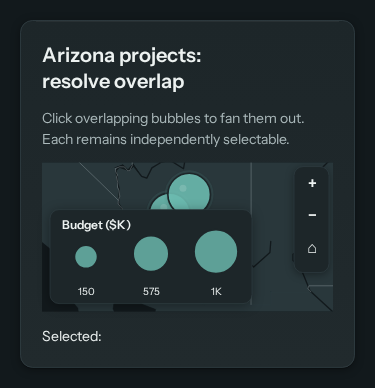 Arizona projects:
resolve overlap
Click overlapping bubbles to fan them out.
Each remains independently selectable.
+
−
⌂
Budget ($K)
150 575 1K
Selected: